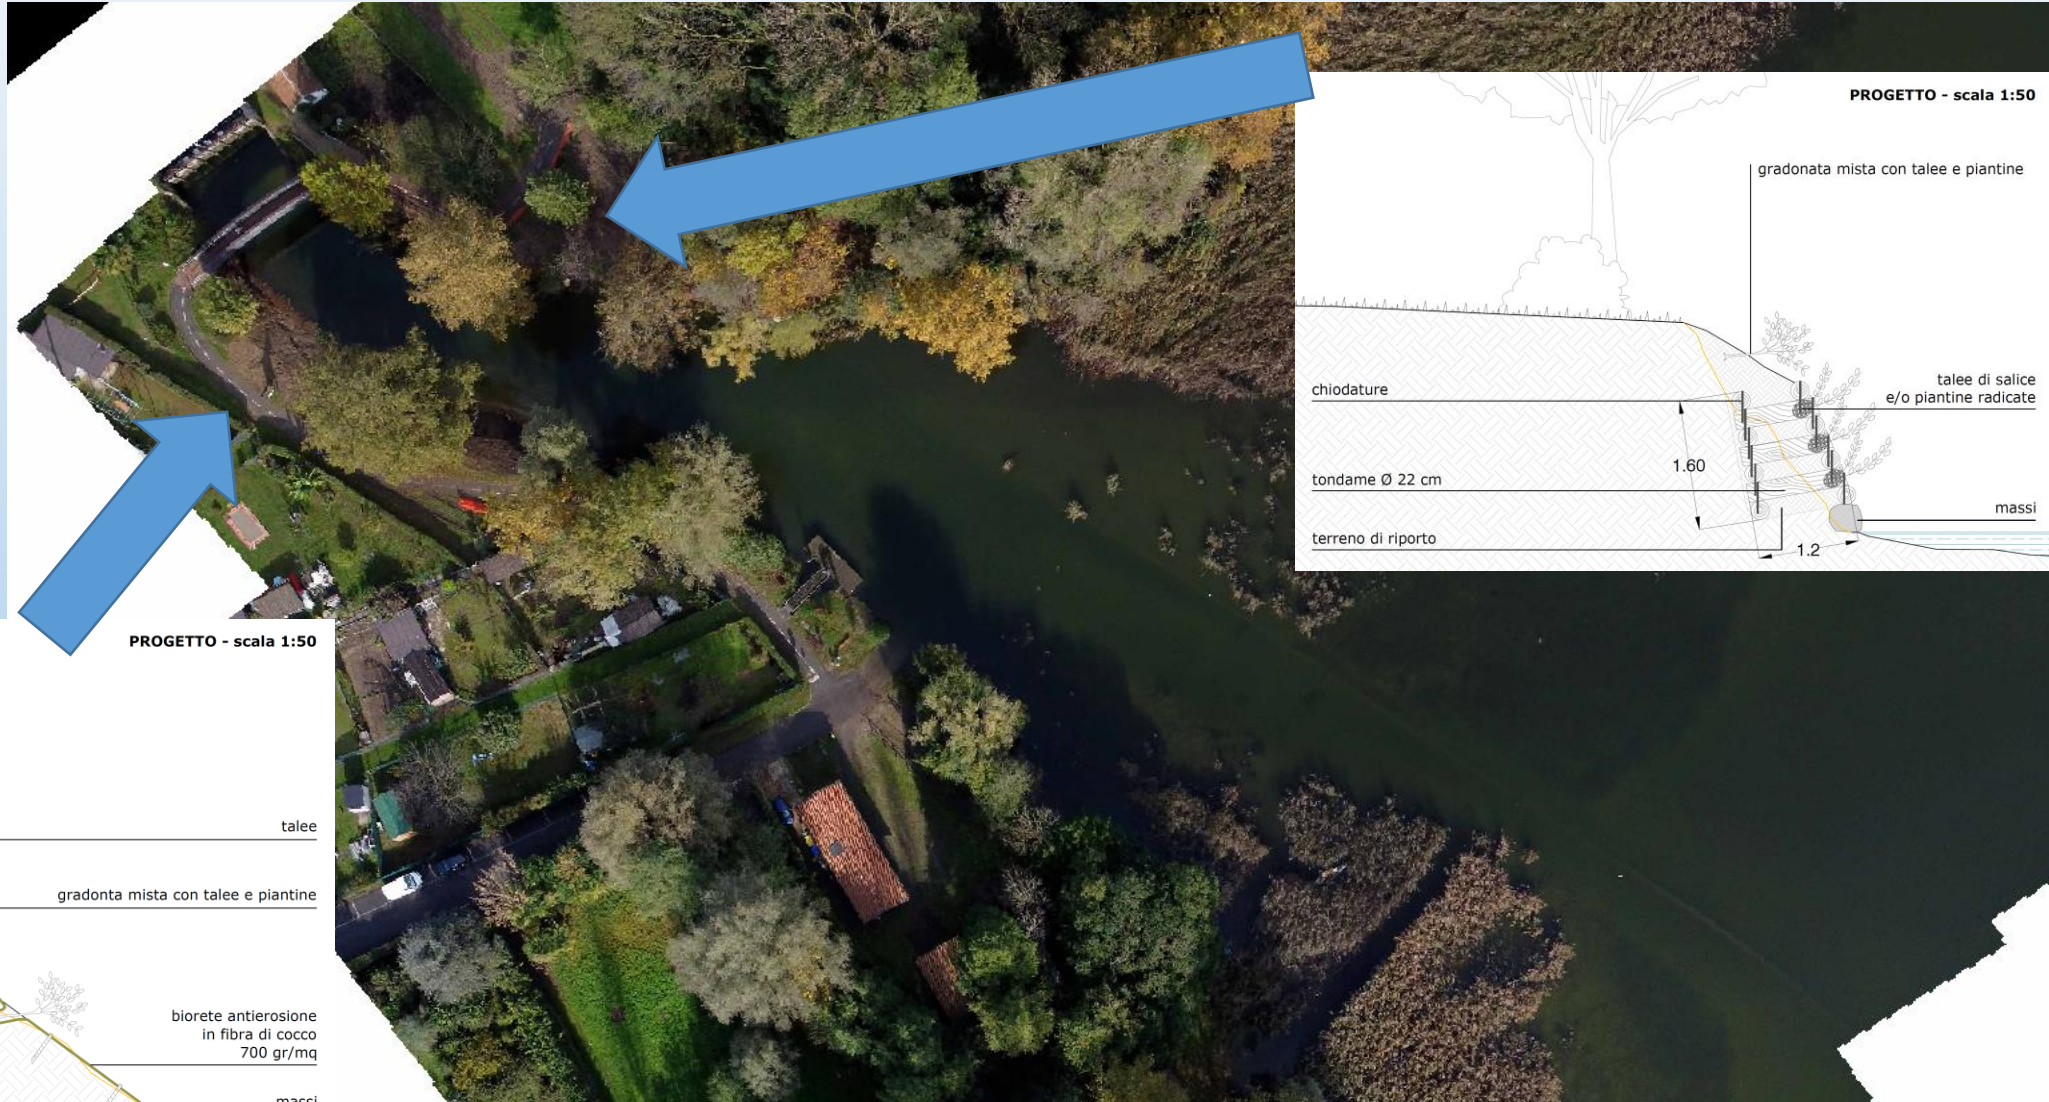 PROGETTO - scala 1:50
gradonata mista con talee e piantine
chiodature
talee di salice
e/o piantine radicate
1.60
tondame Ø 22 cm
massi
terreno di riporto
1.2
PROGETTO - scala 1:50
talee
gradonta mista con talee e piantine
biorete antierosione
in fibra di cocco
700 gr/mq
massi